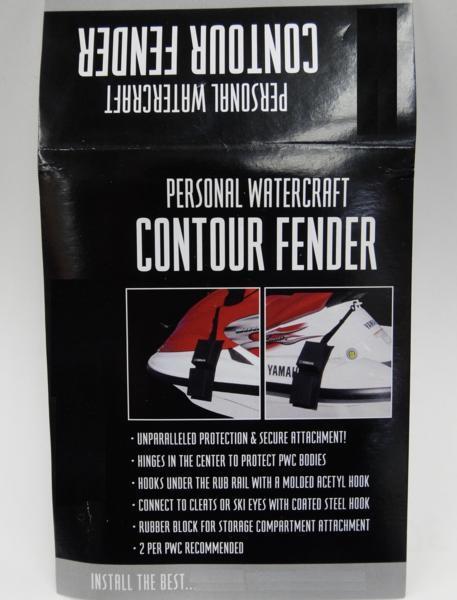 CONTOUR FENDER
PERSONAL WATERCRAFT
PERSONAL WATERCRAFT
CONTOUR FENDER
YAMAH
YAMAHA
• UNPARALLELED PROTECTION & SECURE ATTACHMENT!
• HINGES IN THE CENTER TO PROTECT PWC BODIES
• HOOKS UNDER THE RUB RAIL WITH A MOLDED ACETYL HOOK
• CONNECT TO CLEATS OR SKI EYES WITH COATED STEEL HOOK
• RUBBER BLOCK FOR STORAGE COMPARTMENT ATTACHMENT
• 2 PER PWC RECOMMENDED
INSTALL THE BEST...